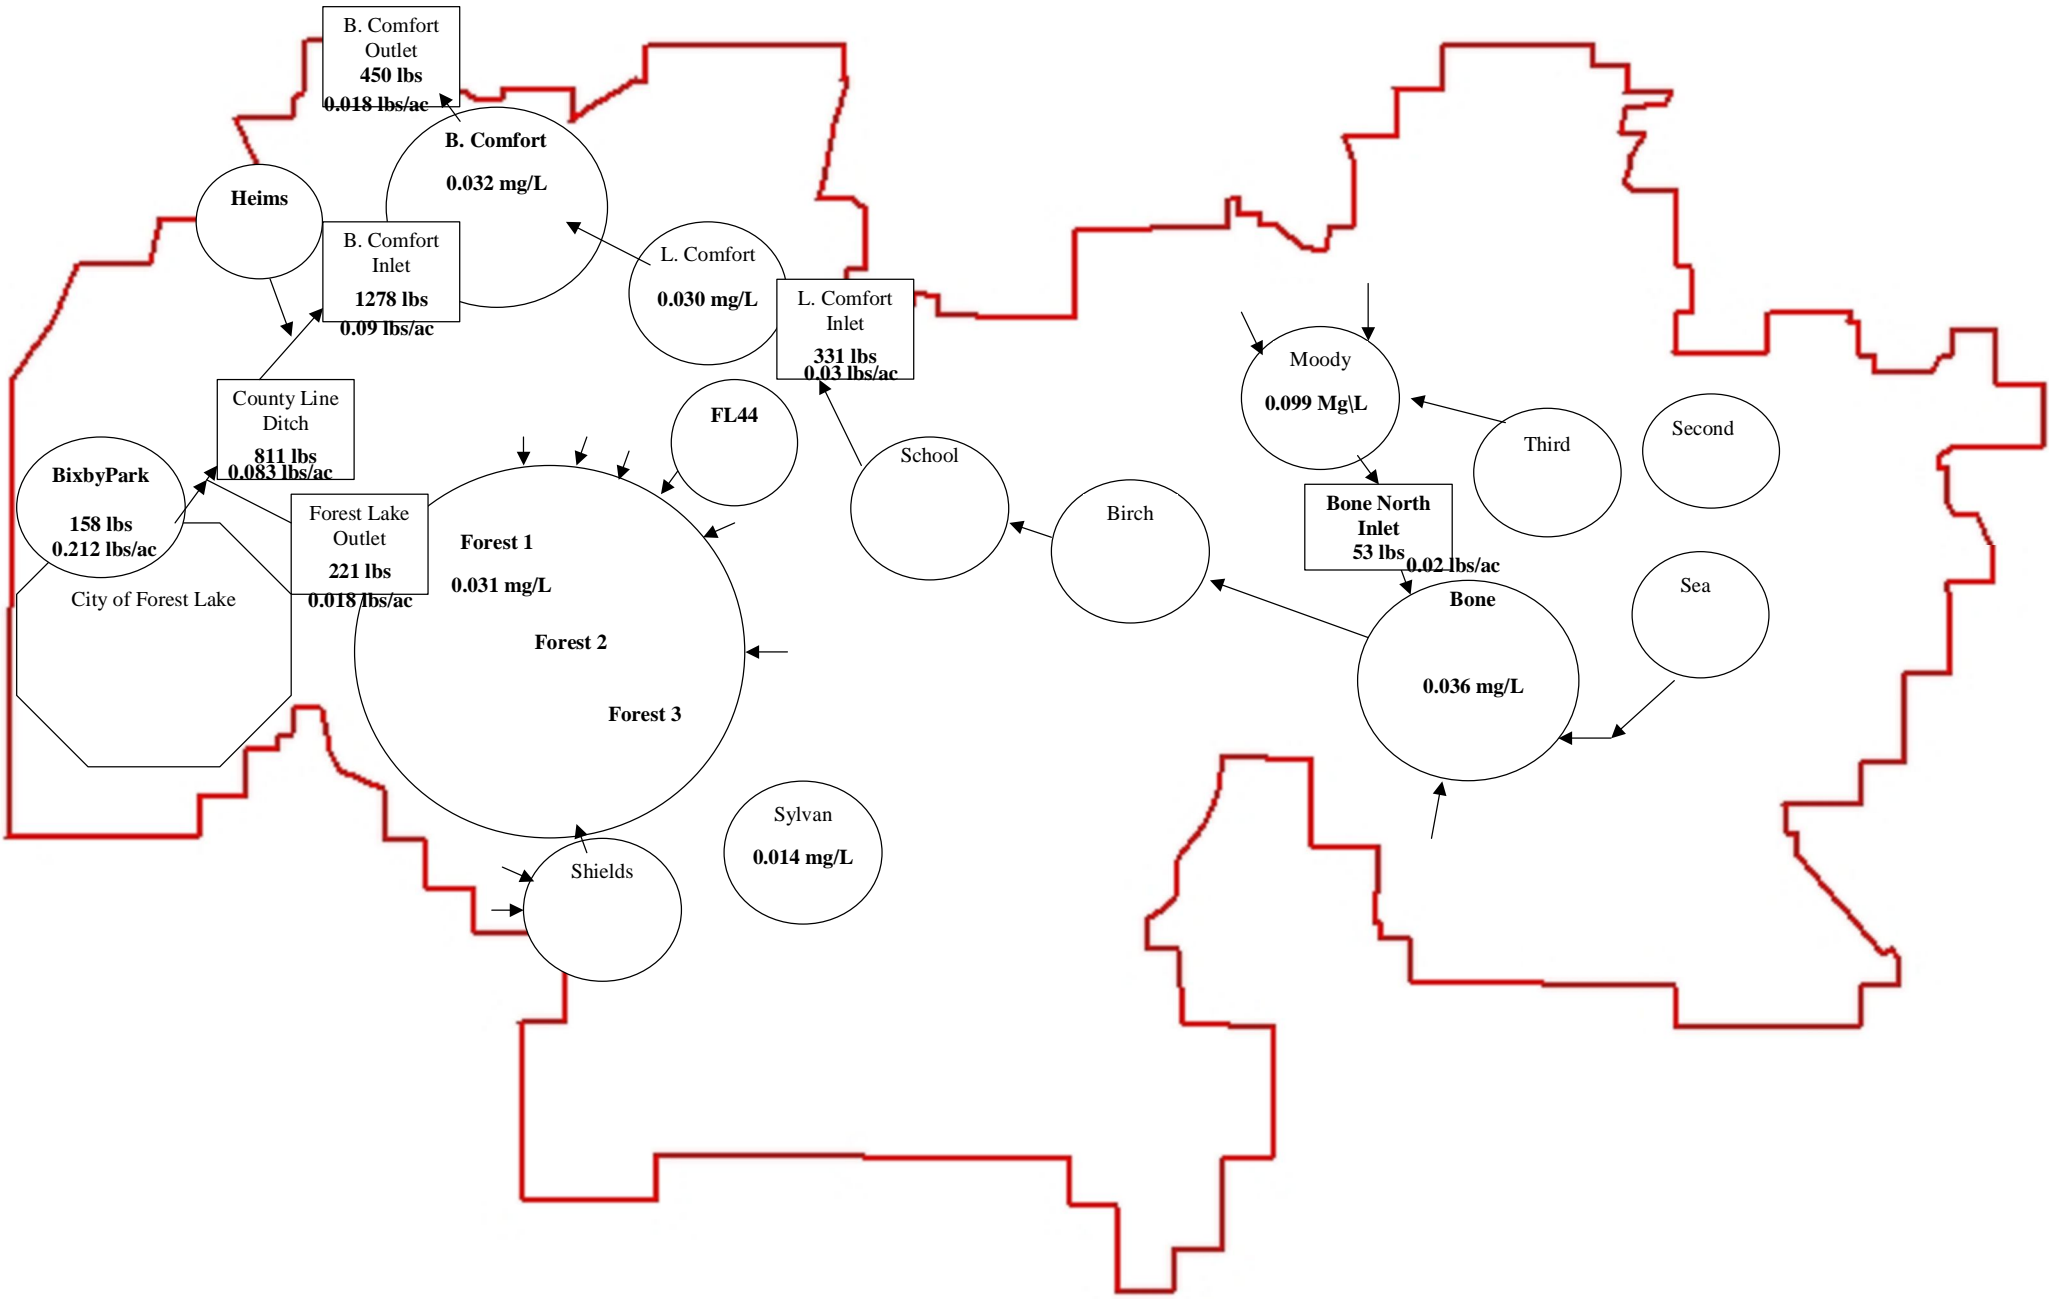 B. Comfort
Outlet
450 lbs
0.018 lbs/ac
B. Comfort
0.032 mg/L
Heims
B. Comfort
Inlet
1278 lbs
0.09 lbs/ac
L. Comfort
0.030 mg/L
L. Comfort
Inlet
331 lbs
0.03 lbs/ac
Moody
0.099 Mg\L
Third
Second
County Line
Ditch
811 lbs
0.083 lbs/ac
FL44
School
Birch
BixbyPark
158 lbs
0.212 lbs/ac
Forest Lake
Outlet
221 lbs
0.018 lbs/ac
Forest 1
0.031 mg/L
Forest 2
Forest 3
Bone North
Inlet
53 lbs
0.02 lbs/ac
Bone
0.036 mg/L
Sea
City of Forest Lake
Sylvan
0.014 mg/L
Shields